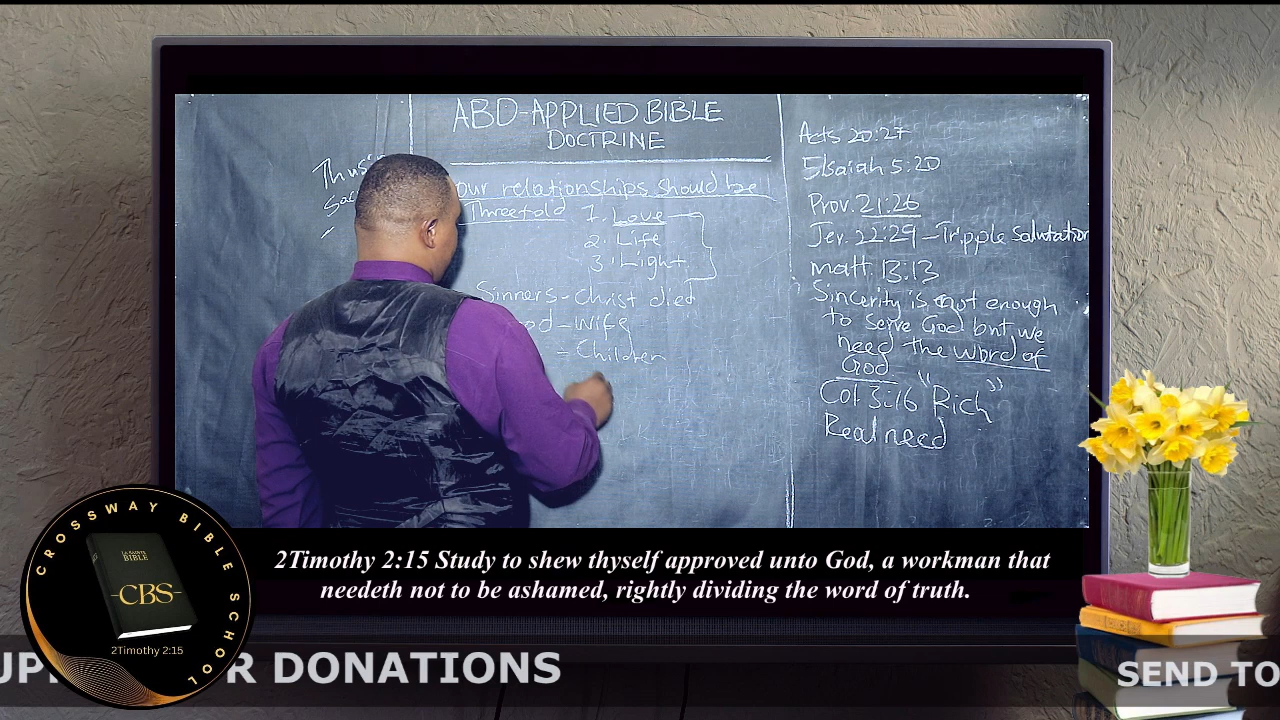 ABD-APPLIED BIBLE
DOCTRINE
Thus
our relationships should be
Threefold 1. Love
2. Life
3. Light
Sinners - Christ died
- Wife
= Children
Acts 20:27
Isaiah 5:20
Prov. 21:26
Jer. 22:29 - Tripple Salutation
matt. 13:13
Sincerity is not enough
to serve God but we
need the word of
God
Col 3:16 "Rich"
Real need
2Timothy 2:15 Study to shew thyself approved unto God, a workman that
needeth not to be ashamed, rightly dividing the word of truth.
CROSSWAY BIBLE SCHOOL
LA SAINTE
BIBLE
CBS
2Timothy 2:15
DONATIONS
SEND TO